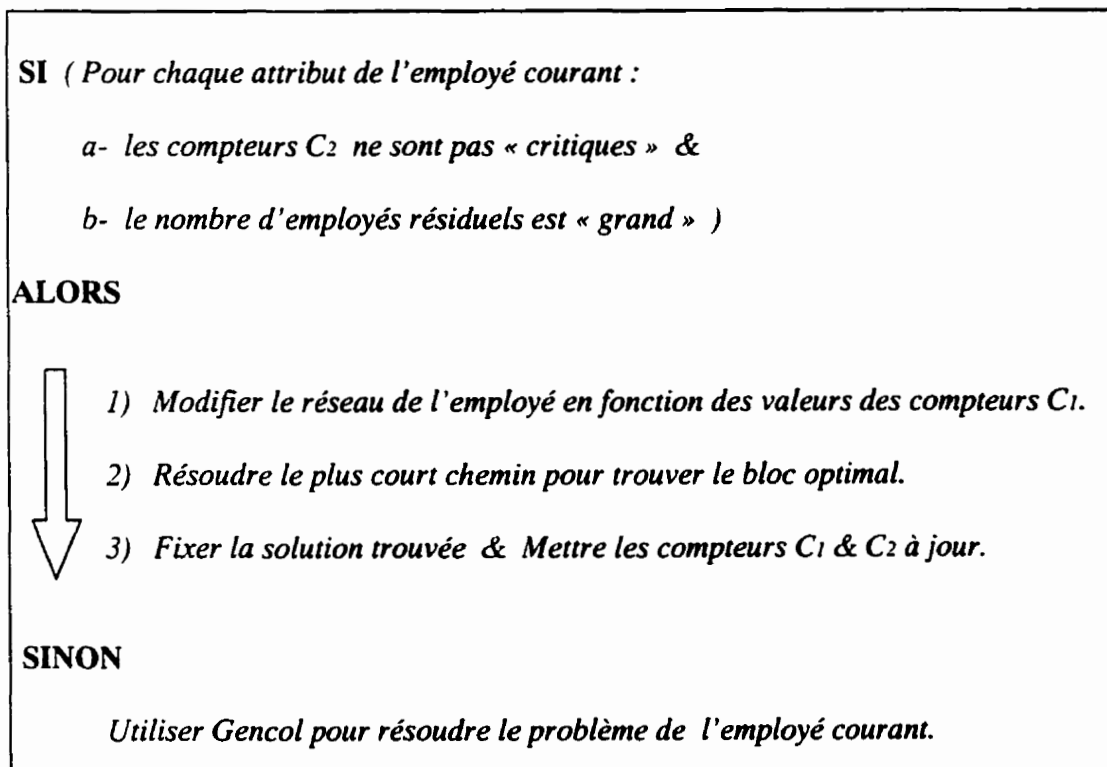 SI ( Pour chaque attribut de l'employé courant :
a- les compteurs C2 ne sont pas « critiques » &
b- le nombre d'employés résiduels est « grand » )
ALORS
1) Modifier le réseau de l'employé en fonction des valeurs des compteurs C1.
2) Résoudre le plus court chemin pour trouver le bloc optimal.
3) Fixer la solution trouvée & Mettre les compteurs C1 & C2 à jour.
SINON
Utiliser Gencol pour résoudre le problème de l'employé courant.